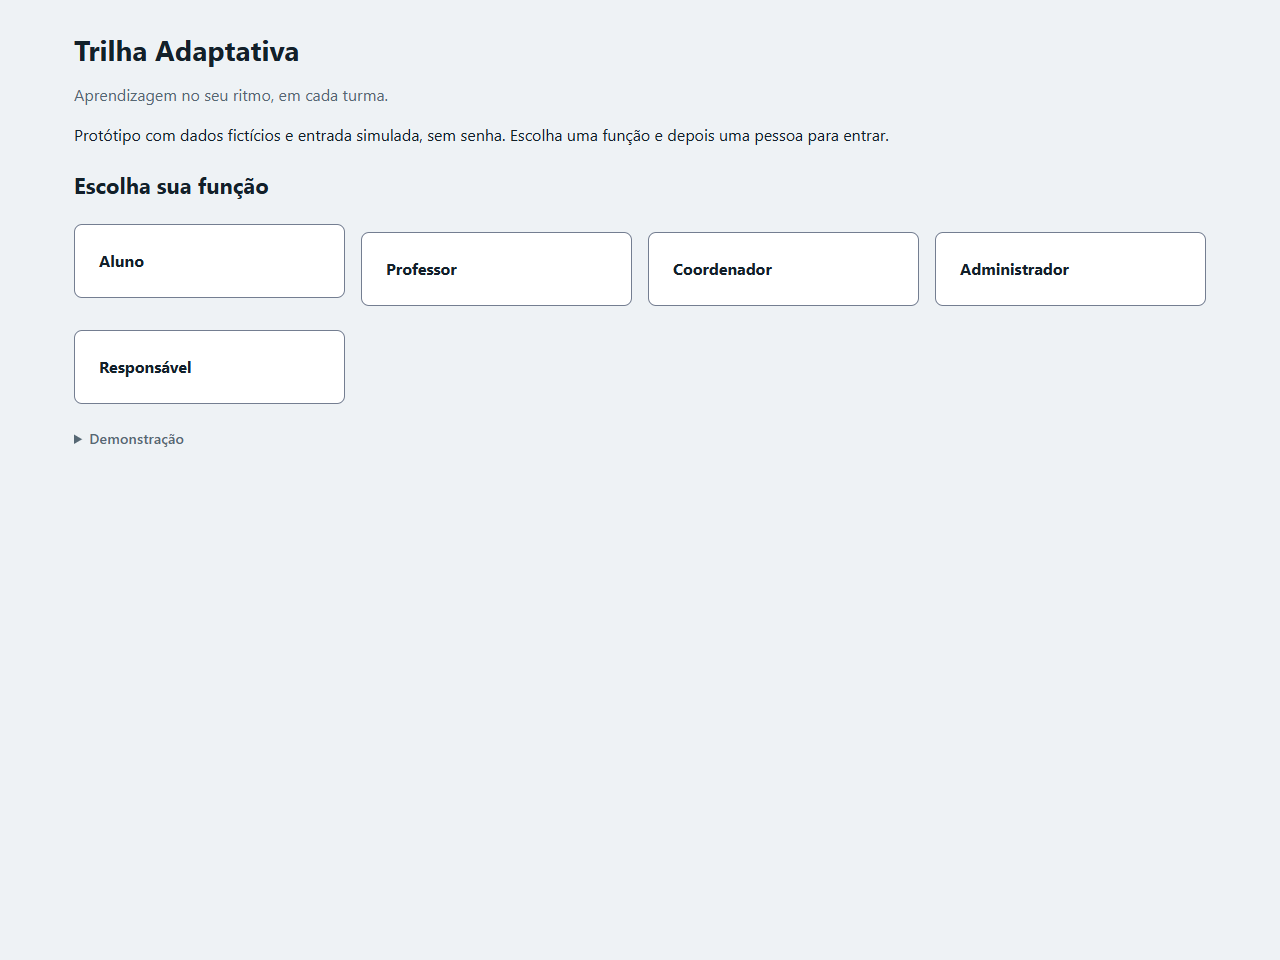 Trilha Adaptativa
Aprendizagem no seu ritmo, em cada turma.
Protótipo com dados fictícios e entrada simulada, sem senha. Escolha uma função e depois uma pessoa para entrar.
Escolha sua função
Aluno
Professor
Coordenador
Administrador
Responsável
Demonstração